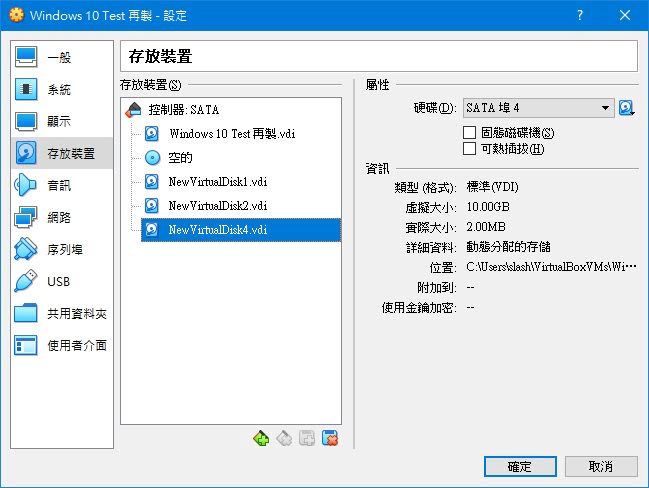 Windows 10 Test 再製 - 設定
一般
系統
顯示
存放裝置
音訊
網路
序列埠
USB
共用資料夾
使用者介面
存放裝置
存放裝置(S)
控制器: SATA
Windows 10 Test 再製.vdi
空的
NewVirtualDisk1.vdi
NewVirtualDisk2.vdi
NewVirtualDisk4.vdi
屬性
硬碟(D): SATA 埠 4
固態磁碟機(S)
可熱插拔(H)
資訊
類型 (格式): 標準(VDI)
虛擬大小: 10.00GB
實際大小: 2.00MB
詳細資料: 動態分配的存儲
位置: C:\Users\slash\VirtualBoxVMs\Wi⋯
附加到: --
使用金鑰加密: --
確定
取消